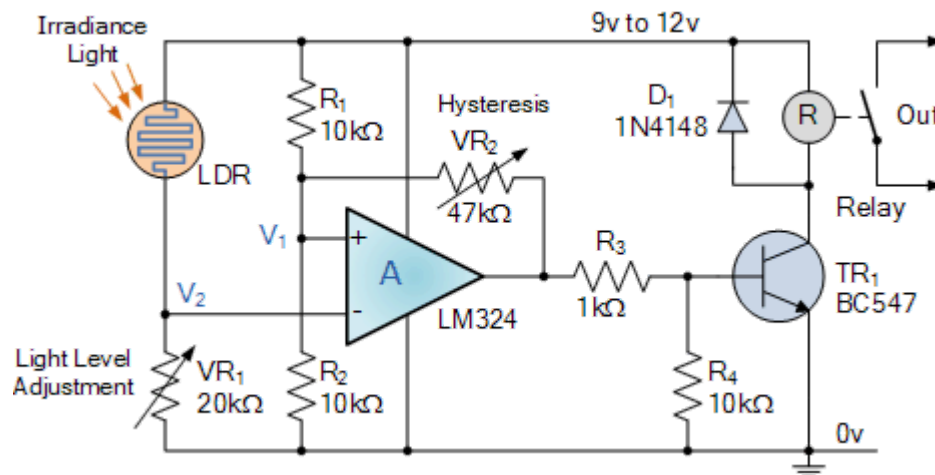 Irradiance
Light
9v to 12v
R₁
10kΩ
Hysteresis
VR₂
47kΩ
D₁
1N4148
R
Out
LDR
Relay
V₁
+
A
-
LM324
R₃
1kΩ
TR₁
BC547
V₂
Light Level
Adjustment
VR₁
20kΩ
R₂
10kΩ
R₄
10kΩ
0v